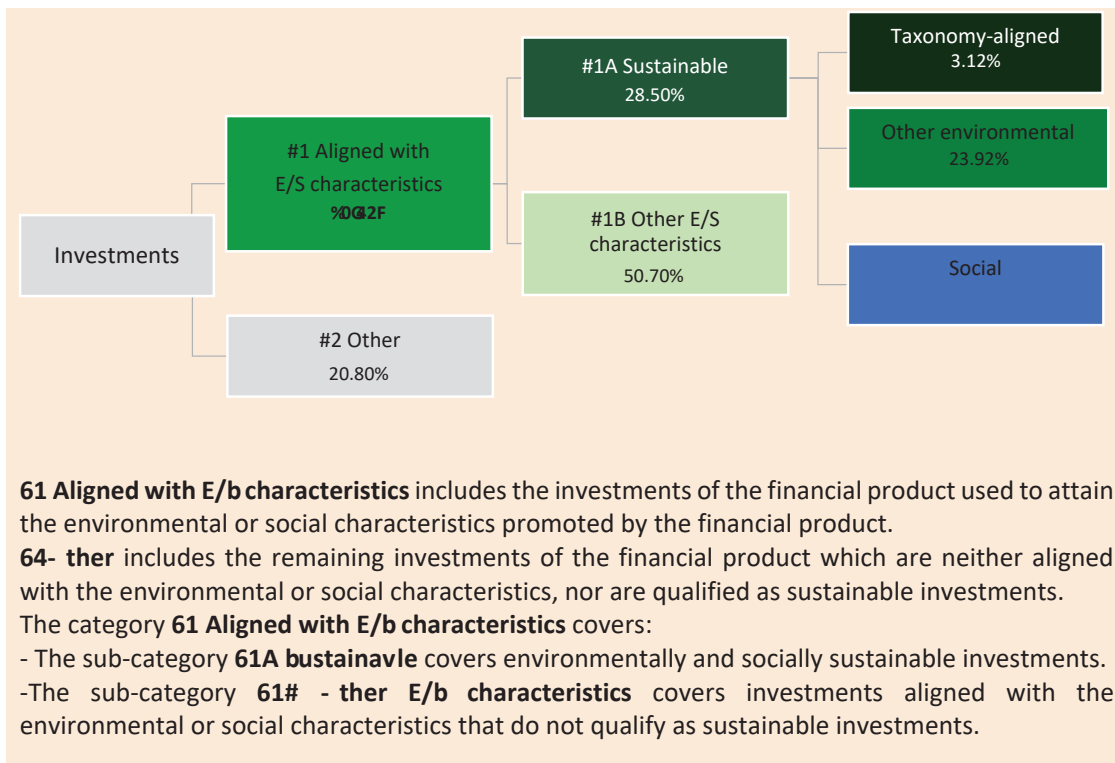 Taxonomy-aligned
3.12%
#1A Sustainable
28.50%
Other environmental
23.92%
#1 Aligned with
E/S characteristics
#1B Other E/S
characteristics
50.70%
Investments
Social
#2 Other
20.80%
61 Aligned with E/b characteristics includes the investments of the financial product used to attain
the environmental or social characteristics promoted by the financial product.
64- ther includes the remaining investments of the financial product which are neither aligned
with the environmental or social characteristics, nor are qualified as sustainable investments.
The category 61 Aligned with E/b characteristics covers:
- The sub-category 61A bustainavle covers environmentally and socially sustainable investments.
-The sub-category 61# - ther E/b characteristics covers investments aligned with the
environmental or social characteristics that do not qualify as sustainable investments.